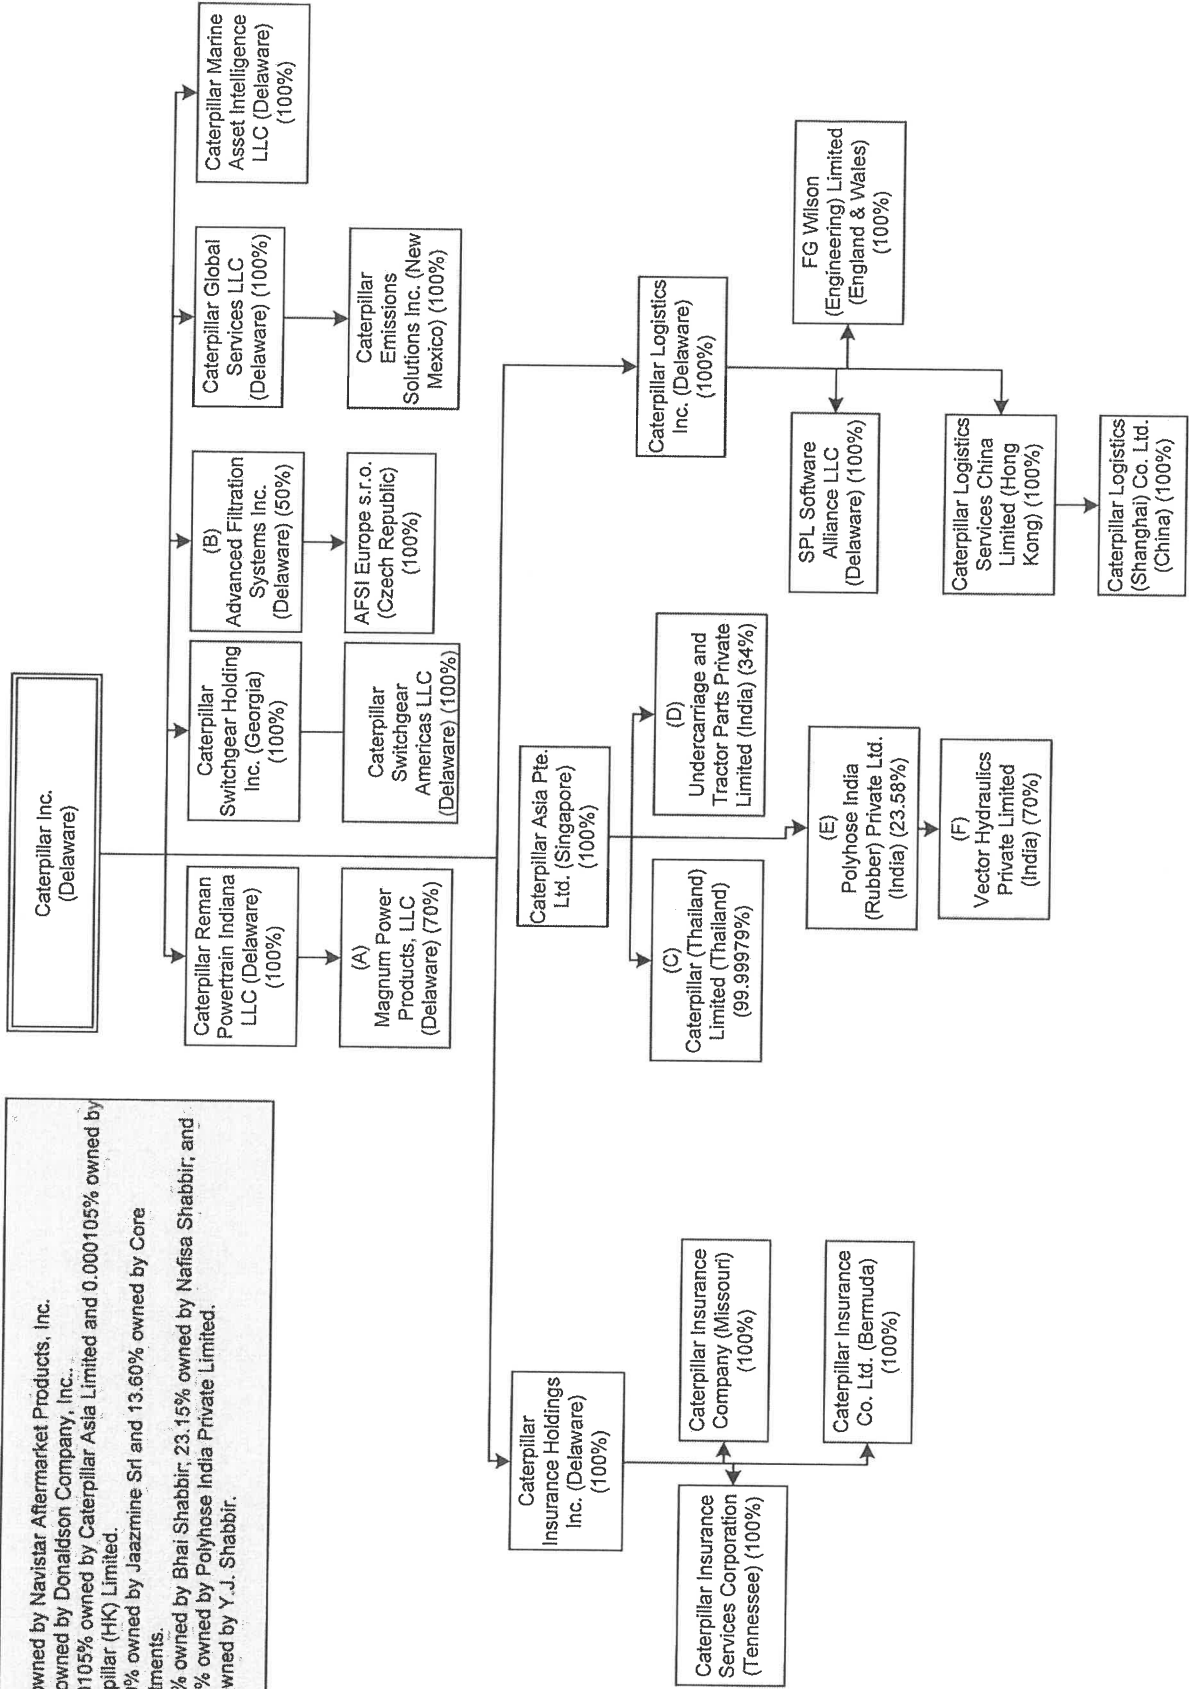 owned by Navistar Aftermarket Products, Inc.
owned by Donaldson Company, Inc..
0105% owned by Caterpillar Asia Limited and 0.000105% owned by
pillar (HK) Limited.
% owned by Jaazmine Srl and 13.60% owned by Core
tments.
% owned by Bhai Shabbir; 23.15% owned by Nafisa Shabbir; and
% owned by Polyhose India Private Limited.
wned by Y.J. Shabbir.
Caterpillar Inc.
(Delaware)
Caterpillar Reman
Powertrain Indiana
LLC (Delaware)
(100%)
(A)
Magnum Power
Products, LLC
(Delaware) (70%)
Caterpillar
Switchgear Holding
Inc. (Georgia)
(100%)
Caterpillar
Switchgear
Americas LLC
(Delaware) (100%)
(B)
Advanced Filtration
Systems Inc.
(Delaware) (50%)
AFSI Europe s.r.o.
(Czech Republic)
(100%)
Caterpillar Global
Services LLC
(Delaware) (100%)
Caterpillar
Emissions
Solutions Inc. (New
Mexico) (100%)
Caterpillar Marine
Asset Intelligence
LLC (Delaware)
(100%)
Caterpillar
Insurance Holdings
Inc. (Delaware)
(100%)
Caterpillar Insurance
Services Corporation
(Tennessee) (100%)
Caterpillar Insurance
Company (Missouri)
(100%)
Caterpillar Insurance
Co. Ltd. (Bermuda)
(100%)
Caterpillar Asia Pte.
Ltd. (Singapore)
(100%)
(C)
Caterpillar (Thailand)
Limited (Thailand)
(99.99979%)
(D)
Undercarriage and
Tractor Parts Private
Limited (India) (34%)
(E)
Polyhose India
(Rubber) Private Ltd.
(India) (23.58%)
(F)
Vector Hydraulics
Private Limited
(India) (70%)
Caterpillar Logistics
Inc. (Delaware)
(100%)
SPL Software
Alliance LLC
(Delaware) (100%)
FG Wilson
(Engineering) Limited
(England & Wales)
(100%)
Caterpillar Logistics
Services China
Limited (Hong
Kong) (100%)
Caterpillar Logistics
(Shanghai) Co. Ltd.
(China) (100%)